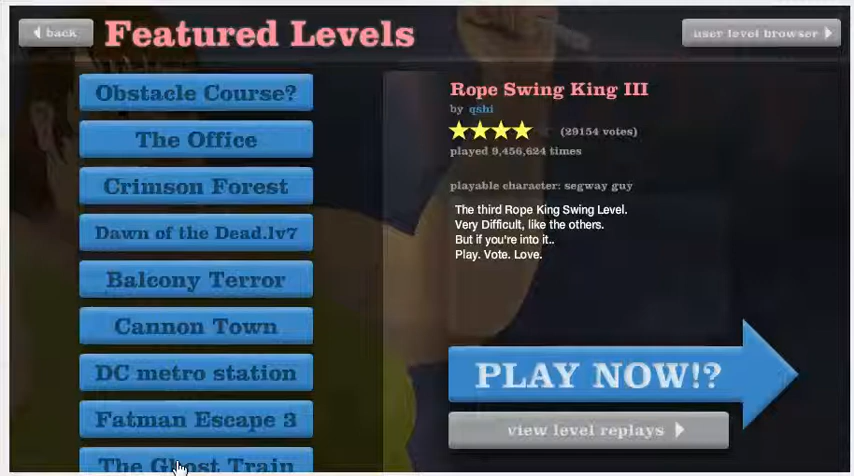 back
Featured Levels
user level browser
Obstacle Course?
The Office
Crimson Forest
Dawn of the Dead.lv7
Balcony Terror
Cannon Town
DC metro station
Fatman Escape 3
The Ghost Train
Rope Swing King III
by qshi
(29154 votes)
played 9,456,624 times
playable character: segway guy
The third Rope King Swing Level.
Very Difficult, like the others.
But if you're into it..
Play. Vote. Love.
PLAY NOW!?
view level replays